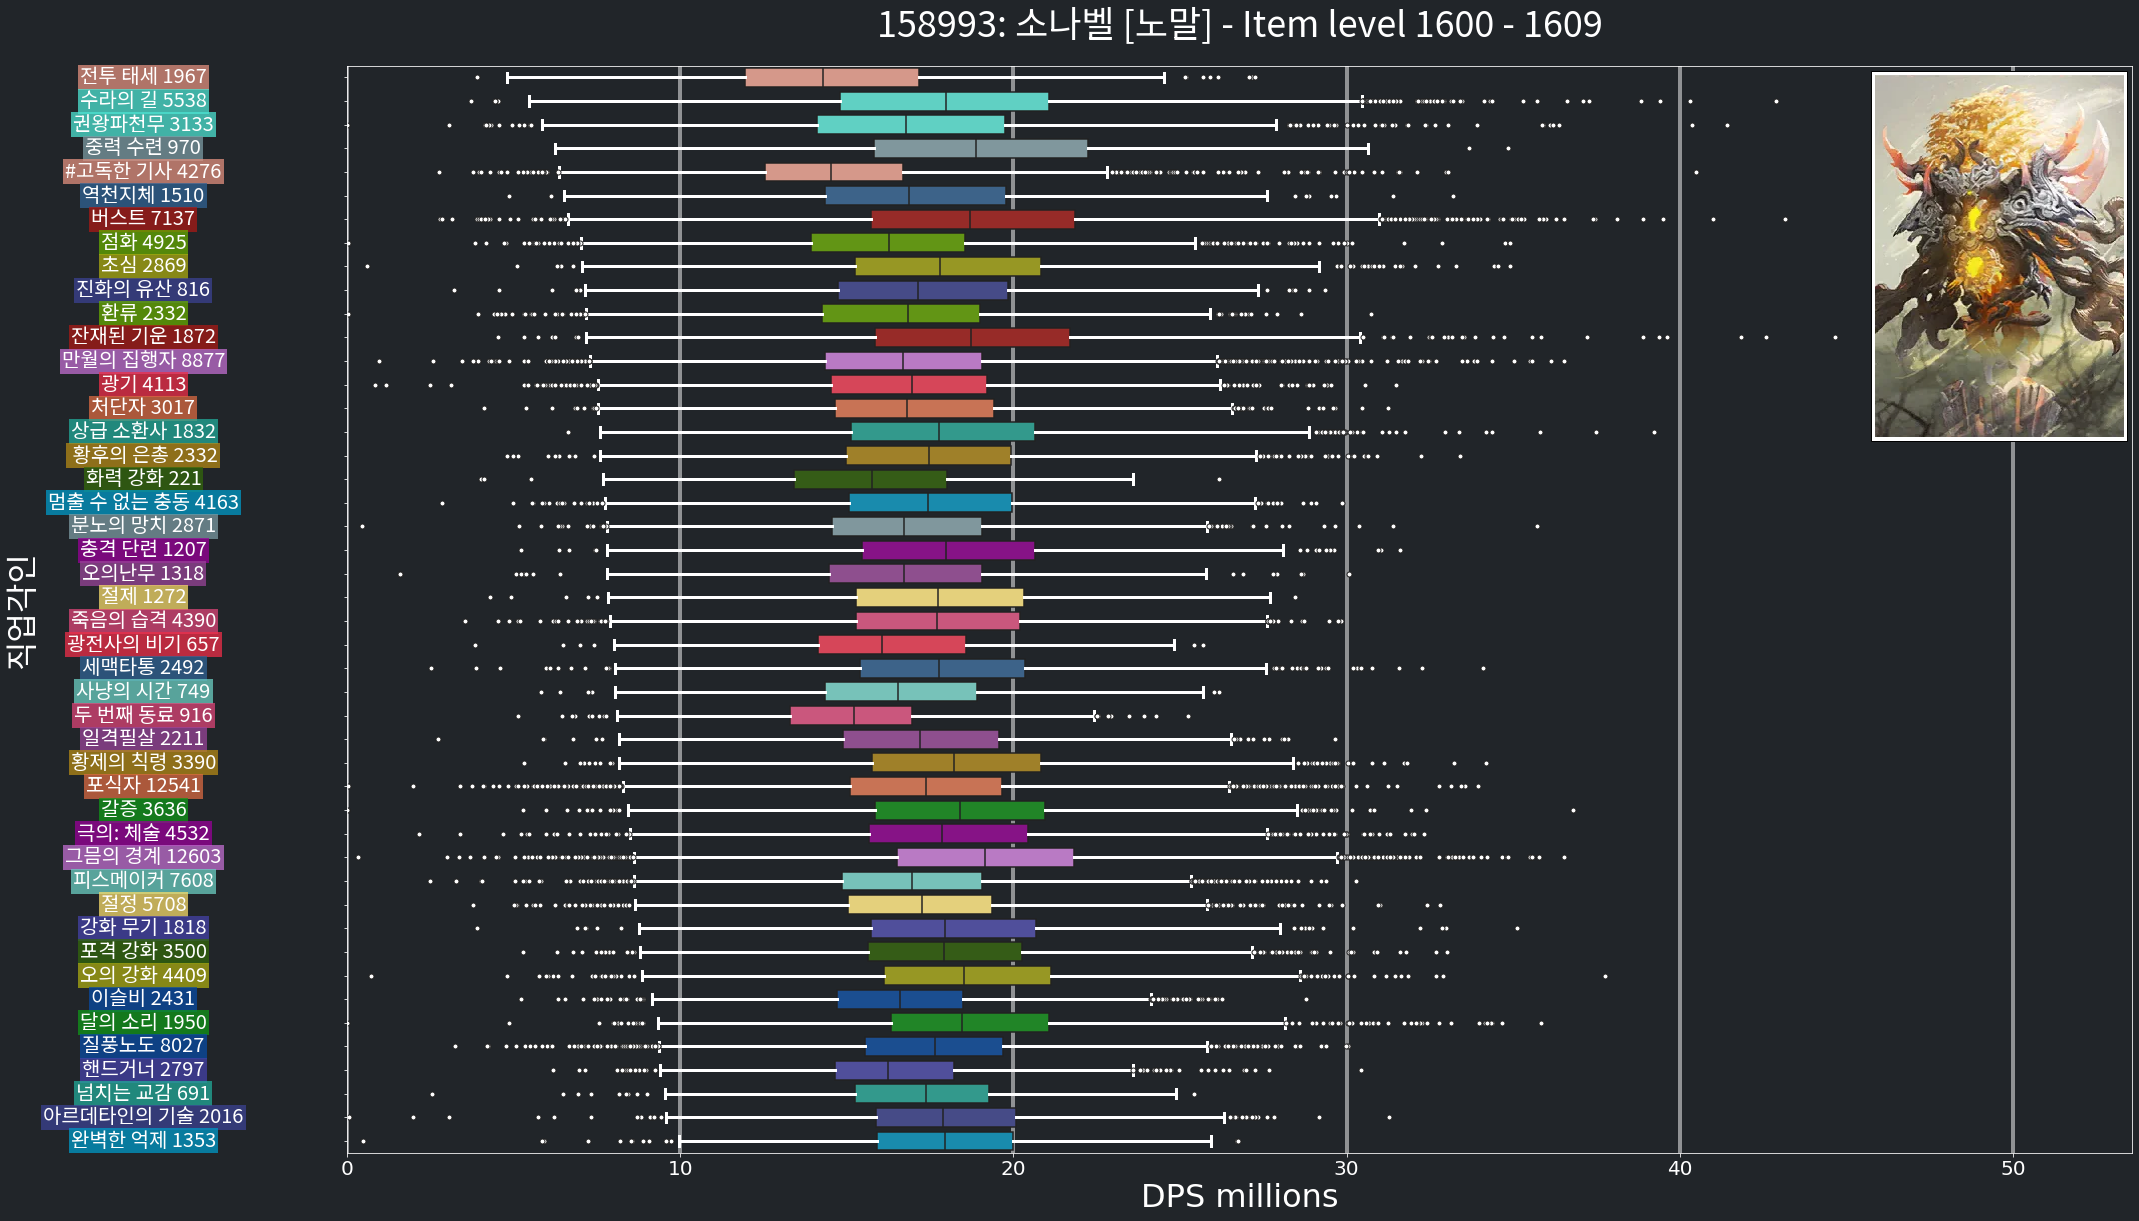 158993: 소나벨 [노말] - Item level 1600 - 1609
직업각인
전투 태세 1967
수라의 길 5538
권왕파천무 3133
중력 수련 970
#고독한 기사 4276
역천지체 1510
버스트 7137
점화 4925
초심 2869
진화의 유산 816
환류 2332
잔재된 기운 1872
만월의 집행자 8877
광기 4113
처단자 3017
상급 소환사 1832
황후의 은총 2332
화력 강화 221
멈출 수 없는 충동 4163
분노의 망치 2871
충격 단련 1207
오의난무 1318
절제 1272
죽음의 습격 4390
광전사의 비기 657
세맥타통 2492
사냥의 시간 749
두 번째 동료 916
일격필살 2211
황제의 칙령 3390
포식자 12541
갈증 3636
극의: 체술 4532
그믐의 경계 12603
피스메이커 7608
절정 5708
강화 무기 1818
포격 강화 3500
오의 강화 4409
이슬비 2431
달의 소리 1950
질풍노도 8027
핸드거너 2797
넘치는 교감 691
아르데타인의 기술 2016
완벽한 억제 1353
0 10 20 30 40 50
DPS millions